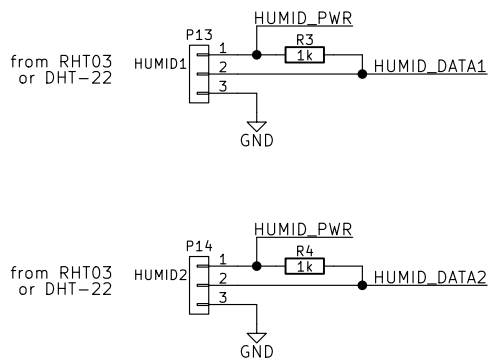 HUMID_PWR
P13
R3
from RHT03
or DHT-22
HUMID1
1
1k
2
HUMID_DATA1
3
GND
HUMID_PWR
P14
R4
from RHT03
or DHT-22
HUMID2
1
1k
2
HUMID_DATA2
3
GND